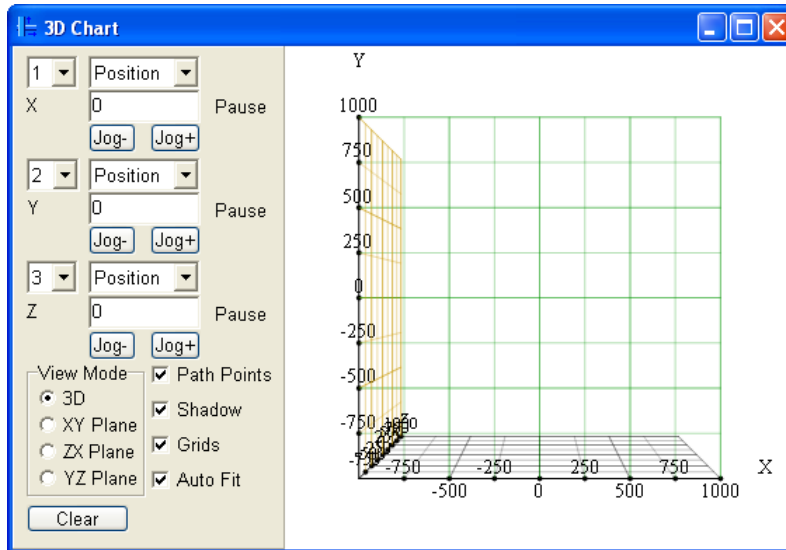 3D Chart
1 Position
X 0 Pause
Jog- Jog+
2 Position
Y 0 Pause
Jog- Jog+
3 Position
Z 0 Pause
Jog- Jog+
View Mode
3D
XY Plane
ZX Plane
YZ Plane
Path Points
Shadow
Grids
Auto Fit
Clear
Y
1000
750
500
250
0
-250
-500
-750
-750 -250 250 750 X
-500 0 500 1000